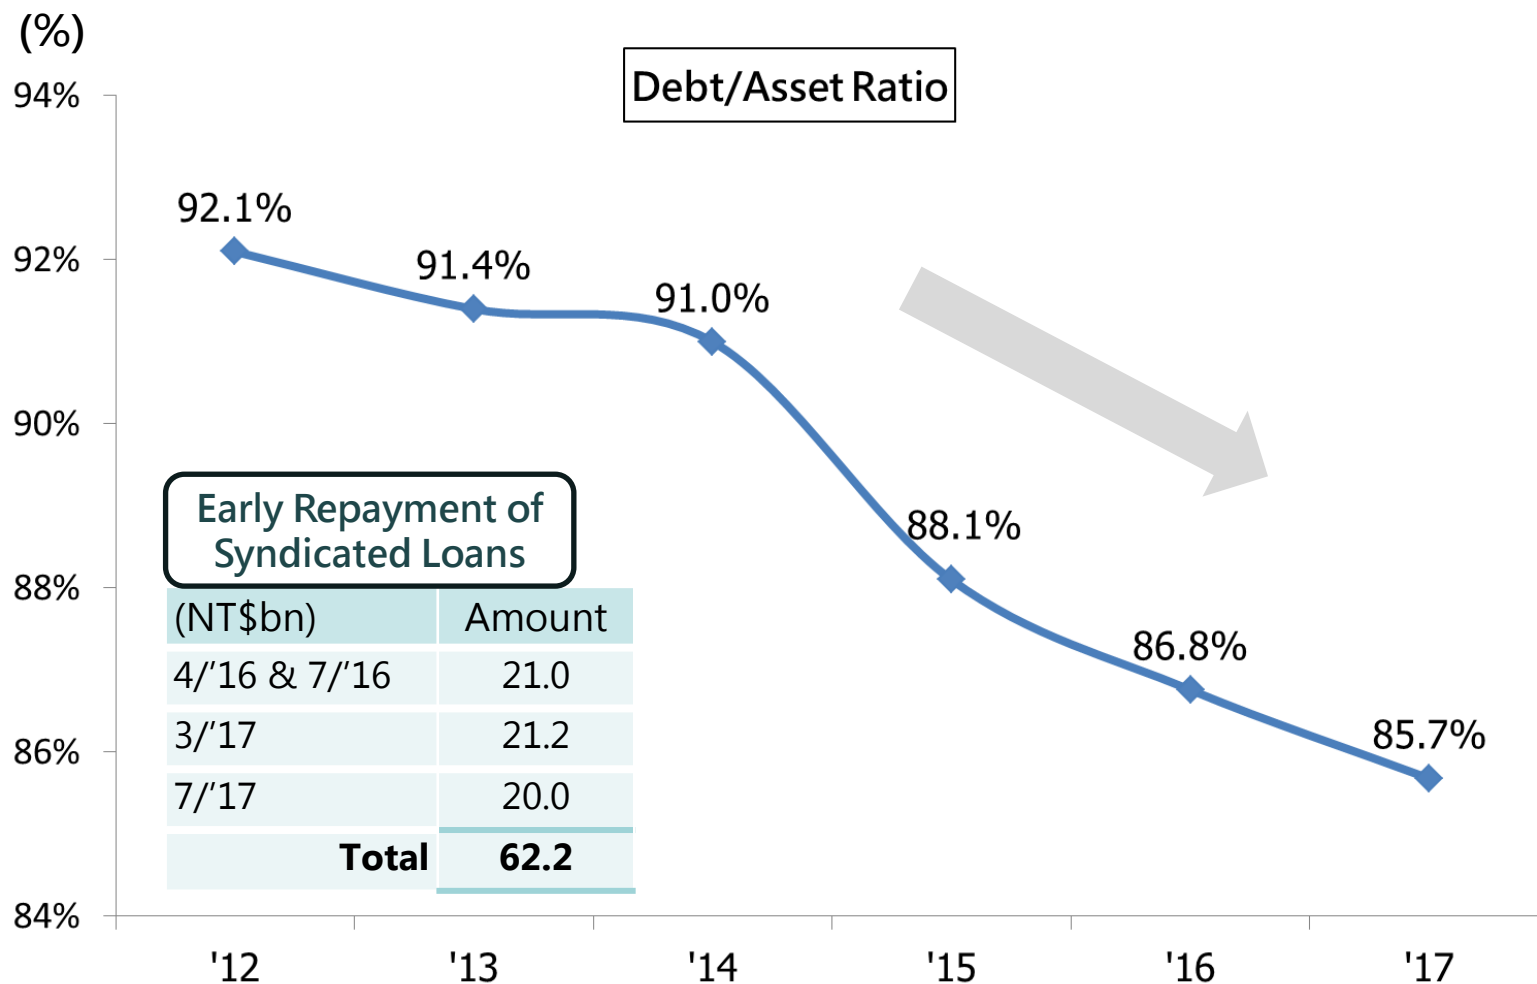 (%)
Debt/Asset Ratio
94%
92%
90%
88%
86%
84%
92.1%
91.4%
91.0%
88.1%
86.8%
85.7%
Early Repayment of
Syndicated Loans
(NT$bn) Amount
4/'16 & 7/'16 21.0
3/'17 21.2
7/'17 20.0
Total 62.2
'12 '13 '14 '15 '16 '17